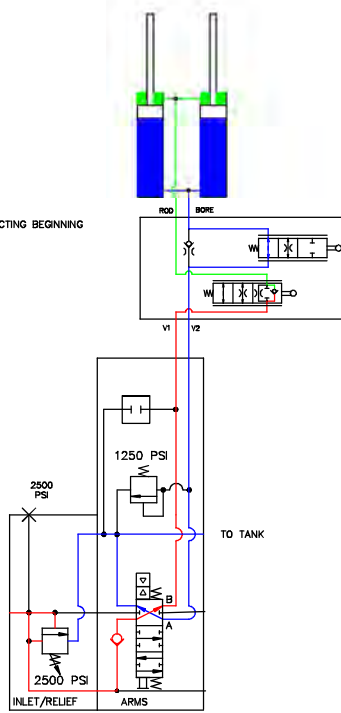 ROD BORE
CTING BEGINNING
V1 V2
1250 PSI
2500
PSI
TO TANK
B
A
2500 PSI
INLET/RELIEF ARMS